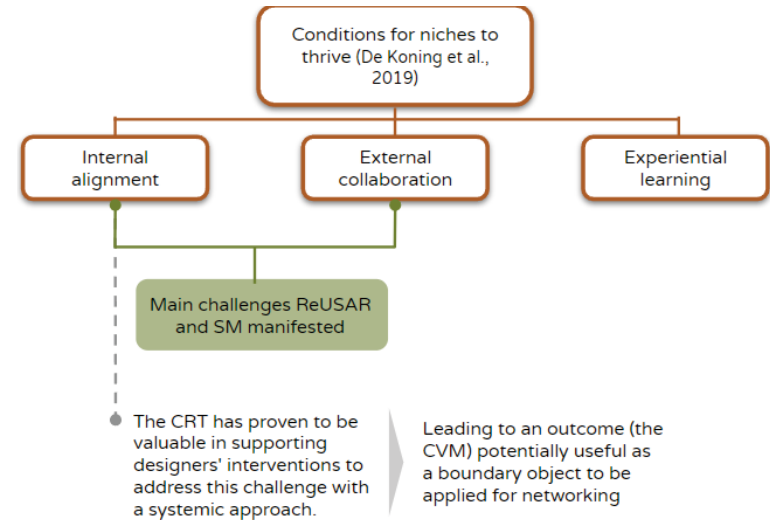 Conditions for niches to
thrive (De Koning et al.,
2019)
Internal
alignment
External
collaboration
Experiential
learning
Main challenges ReUSAR
and SM manifested
The CRT has proven to be
valuable in supporting
designers' interventions to
address this challenge with
a systemic approach.
Leading to an outcome (the
CVM) potentially useful as
a boundary object to be
applied for networking